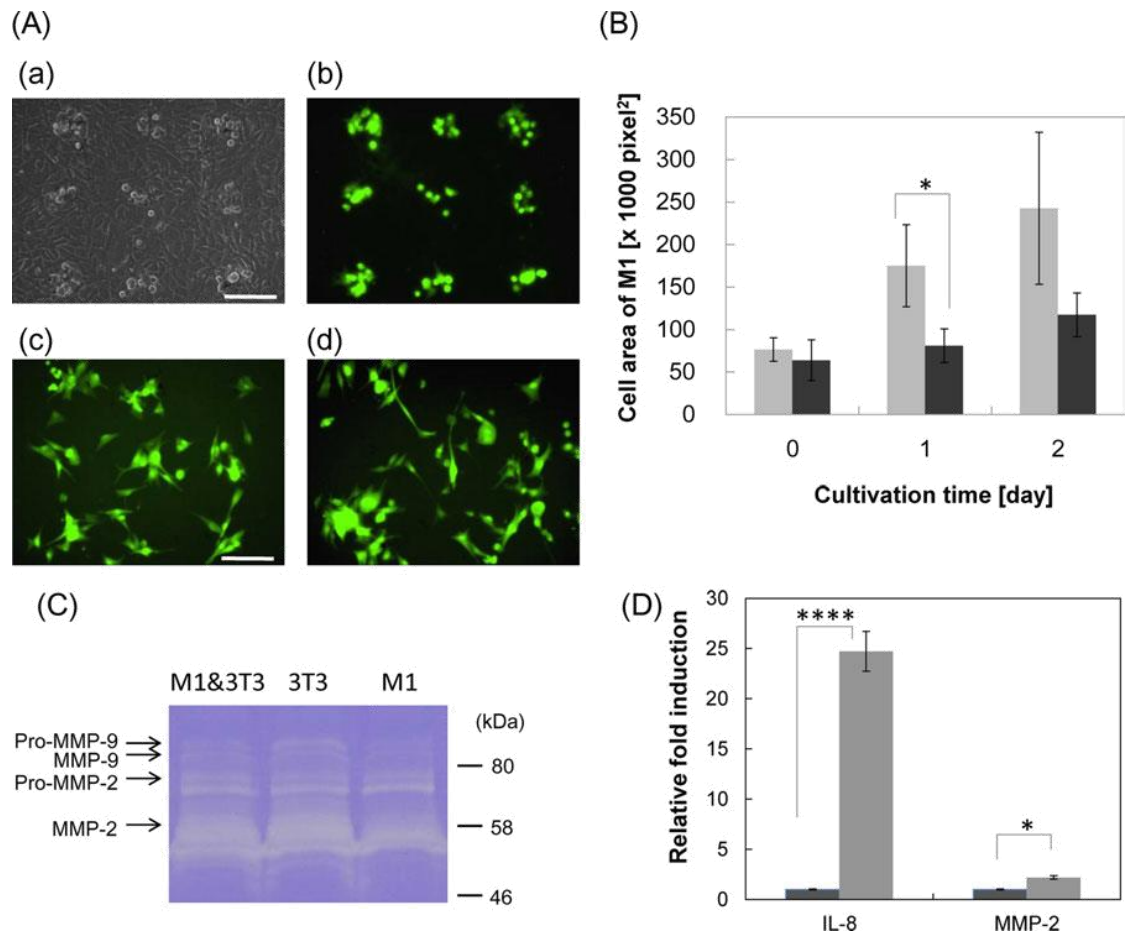 (A)
(a)
(b)
(c)
(d)
(B)
Cell area of M1 [x 1000 pixel²]
350
300
250
200
150
100
50
0
*
0 1 2
Cultivation time [day]
(C)
M1&3T3 3T3 M1
(kDa)
Pro-MMP-9
MMP-9
Pro-MMP-2
MMP-2
80
58
46
(D)
Relative fold induction
30
25
20
15
10
5
0
****
*
IL-8 MMP-2